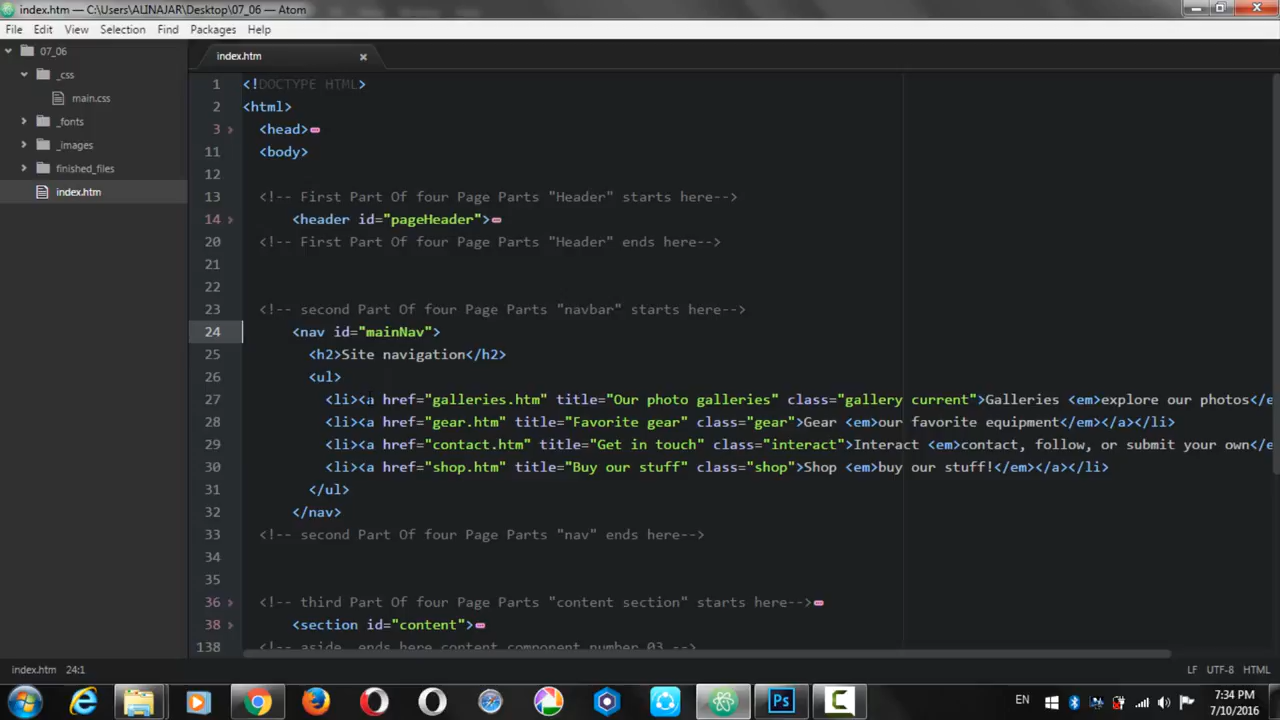 index.htm — C:\Users\ALINAJAR\Desktop\07_06 — Atom
File Edit View Selection Find Packages Help
07_06
_css
main.css
_fonts
_images
finished_files
index.htm
index.htm
1 <!DOCTYPE HTML>
2 <html>
3 <head>
11 <body>
12
13 <!-- First Part Of four Page Parts "Header" starts here-->
14 <header id="pageHeader">
20 <!-- First Part Of four Page Parts "Header" ends here-->
21
22
23 <!-- second Part Of four Page Parts "navbar" starts here-->
24 <nav id="mainNav">
25 <h2>Site navigation</h2>
26 <ul>
27 <li><a href="galleries.htm" title="Our photo galleries" class="gallery current">Galleries <em>explore our photos</e
28 <li><a href="gear.htm" title="Favorite gear" class="gear">Gear <em>our favorite equipment</em></a></li>
29 <li><a href="contact.htm" title="Get in touch" class="interact">Interact <em>contact, follow, or submit your own</e
30 <li><a href="shop.htm" title="Buy our stuff" class="shop">Shop <em>buy our stuff!</em></a></li>
31 </ul>
32 </nav>
33 <!-- second Part Of four Page Parts "nav" ends here-->
34
35
36 <!-- third Part Of four Page Parts "content section" starts here-->
38 <section id="content">
138 <!-- aside ends here content component number 03 -->
index.htm 24:1 LF UTF-8 HTML
Ps
EN
7:34 PM
7/10/2016